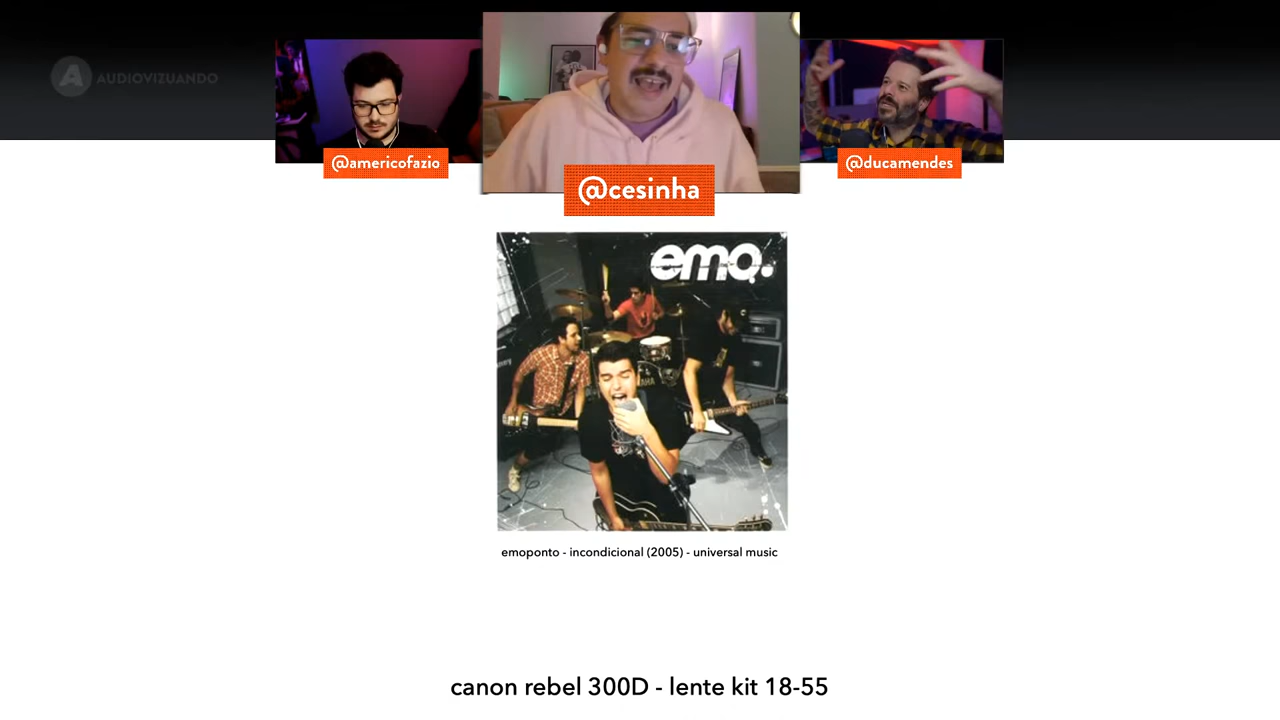 AUDIOVIZUANDO
@americofazio
@cesinha
@ducamendes
emo.
emoponto - incondicional (2005) - universal music
canon rebel 300D - lente kit 18-55